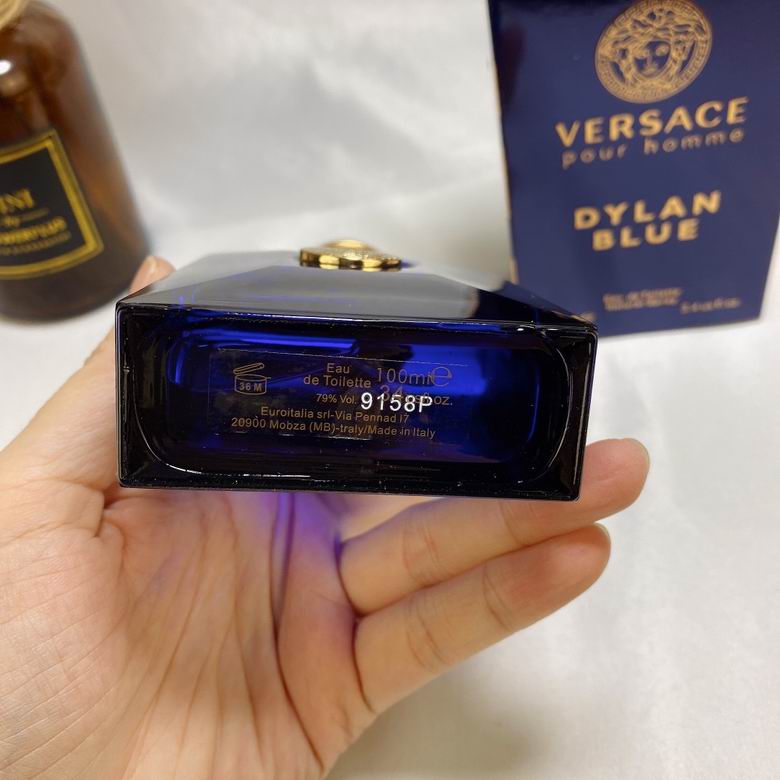 VERSACE
pour homme
DYLAN
BLUE
36 M
Eau
de Toilette
100ml e
79% Vol.
9158P
Euroitalia srl-Via Pennad I7
20900 Mobza (MB)-traly/Made in Italy